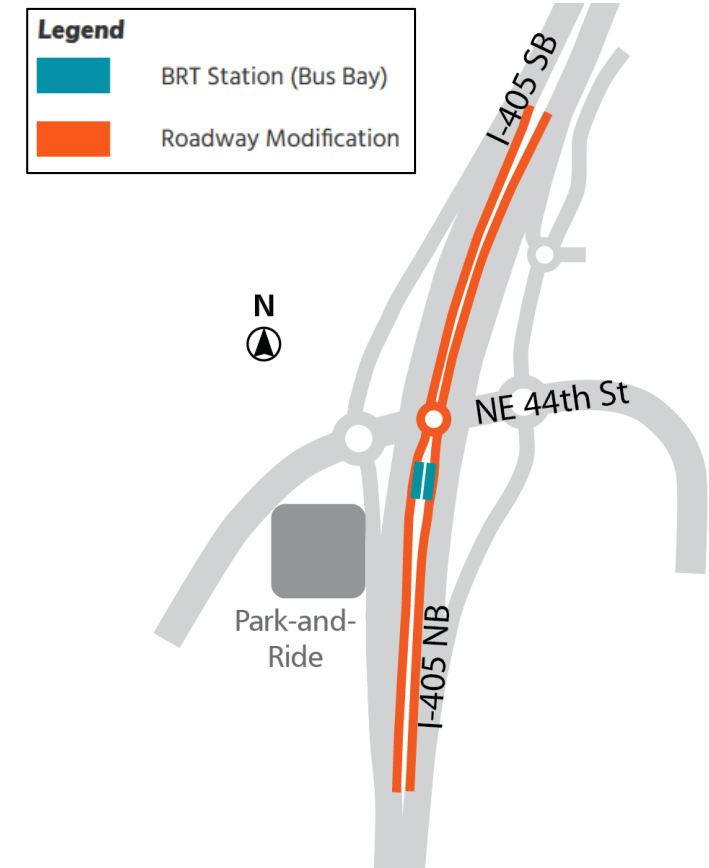 Legend
BRT Station (Bus Bay)
Roadway Modification
I-405 SB
N
NE 44th St
Park-and-
Ride
I-405 NB